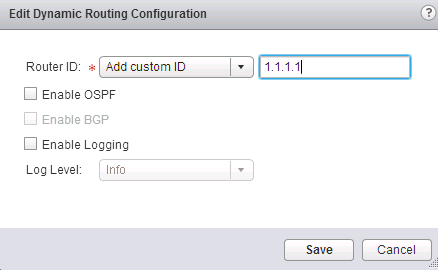 Edit Dynamic Routing Configuration ?
Router ID: * Add custom ID 1.1.1.1
Enable OSPF
Enable BGP
Enable Logging
Log Level: Info
Save Cancel